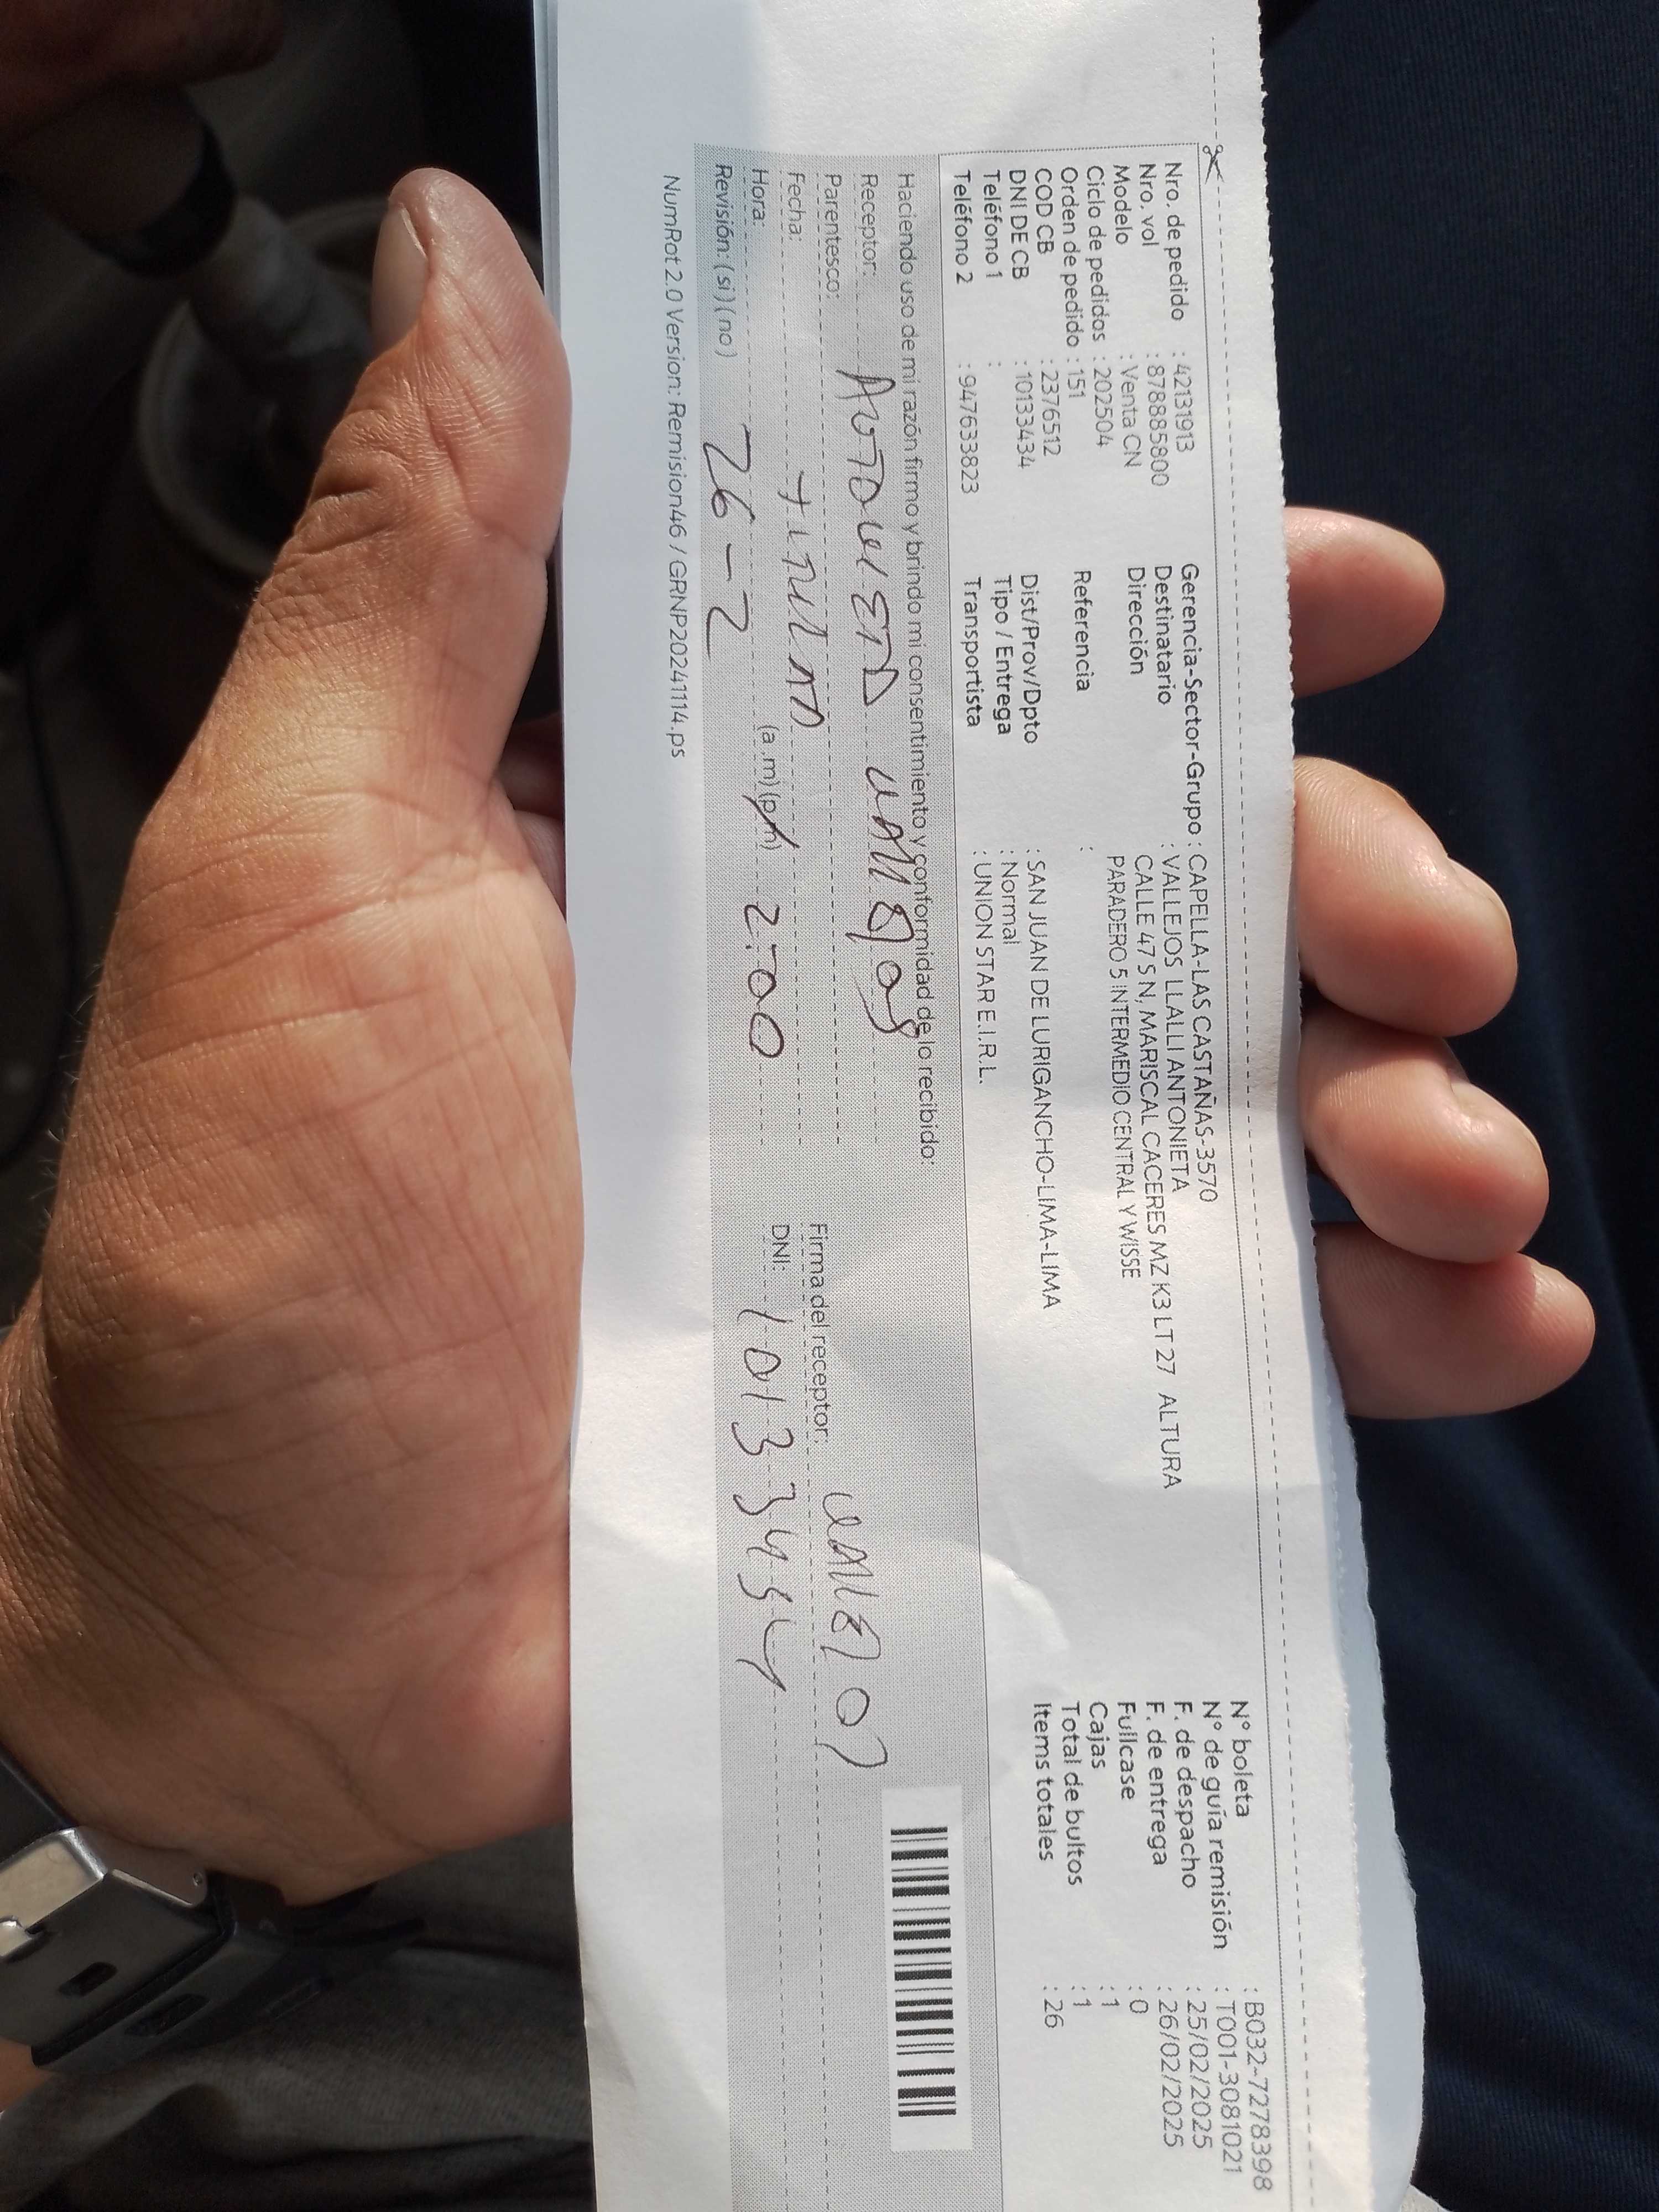 Nro. de pedido : 42131913
Nro. vol : 878885800
Modelo : Venta CN
Ciclo de pedidos : 202504
Orden de pedido : 151
COD CB : 2376512
DNI DE CB : 10133434
Teléfono 1 :
Teléfono 2 : 947633823
Gerencia-Sector-Grupo : CAPELLA-LAS CASTAÑAS-3570
Destinatario : VALLEJOS LLALLI ANTONIETA
Dirección CALLE 47 S N, MARISCAL CACERES MZ K3 LT 27 ALTURA
PARADERO 5 INTERMEDIO CENTRAL Y WISSE
Referencia :
Dist/Prov/Dpto : SAN JUAN DE LURIGANCHO-LIMA-LIMA
Tipo / Entrega : Normal
Transportista : UNION STAR E.I.R.L.
N° boleta : B032-7278398
N° de guía remisión : T001-3081021
F. de despacho : 25/02/2025
F. de entrega : 26/02/2025
Fullcase : 0
Cajas : 1
Total de bultos : 1
Items totales : 26
Haciendo uso de mi razón firmo y brindo mi consentimiento y conformidad de lo recibido:
Receptor:
Parentesco:
Fecha: 26-2
Hora: (a.m)(pm) 2:00
Revisión: (si) (no)
Firma del receptor:
DNI: 10133434
NumRot 2.0 Version: Remision46 / GRNP20241114.ps